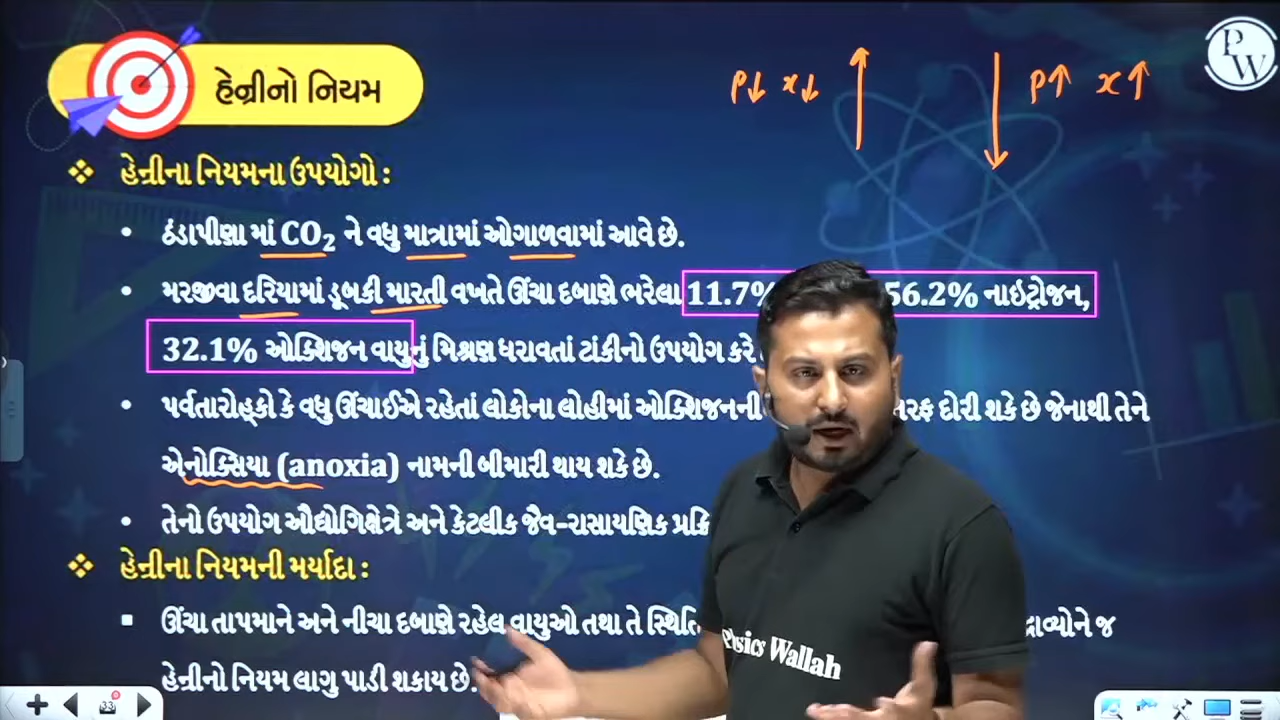 હેન્રીનો નિયમ
P↓ x↓
P↑ x↑
PW
હેન્રીના નિયમના ઉપયોગો :
ઠંડાપીણા માં CO₂ ને વધુ માત્રામાં ઓગાળવામાં આવે છે.
મરજીવા દરિયામાં ડૂબકી મારતી વખતે ઊંચા દબાણે ભરેલા 11.7% 56.2% નાઇટ્રોજન,
32.1% ઓક્સિજન વાયુનું મિશ્રણ ધરાવતાં ટાંકીનો ઉપયોગ કરે
પર્વતારોહ્કો કે વધુ ઊંચાઈએ રહેતાં લોકોના લોહીમાં ઓક્સિજનની તરફ દોરી શકે છે જેનાથી તેને
એનોક્સિયા (anoxia) નામની બીમારી થાય શકે છે.
તેનો ઉપયોગ ઔદ્યોગિક્ષેત્રે અને કેટલીક જૈવ-રાસાયણિક
હેન્રીના નિયમની મર્યાદા :
ઊંચા તાપમાને અને નીચા દબાણે રહેલ વાયુઓ તથા તે દ્રાવ્યોને જ
હેન્રીનો નિયમ લાગુ પાડી શકાય છે.
Physics Wallah
33